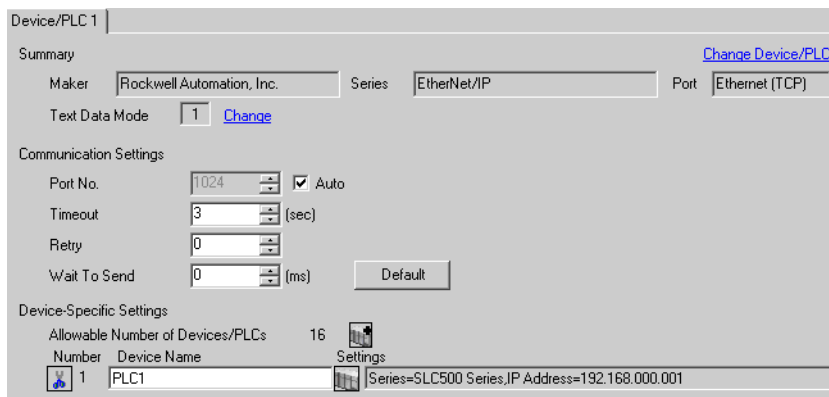 Device/PLC 1
Summary Change Device/PLC
Maker Rockwell Automation, Inc. Series EtherNet/IP Port Ethernet (TCP)
Text Data Mode 1 Change
Communication Settings
Port No. 1024 Auto
Timeout 3 (sec)
Retry 0
Wait To Send 0 (ms) Default
Device-Specific Settings
Allowable Number of Devices/PLCs 16
Number Device Name Settings
1 PLC1 Series=SLC500 Series,IP Address=192.168.000.001